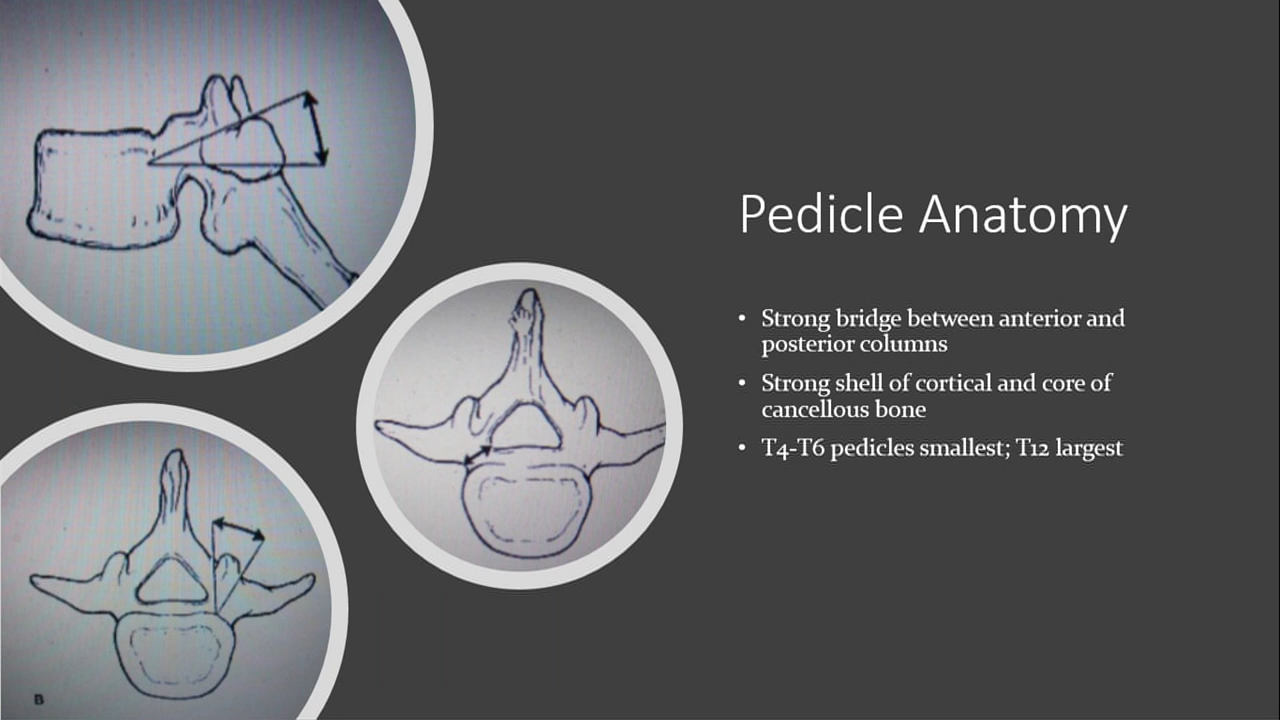 Pedicle Anatomy
• Strong bridge between anterior and
posterior columns
• Strong shell of cortical and core of
cancellous bone
• T4-T6 pedicles smallest; T12 largest
B